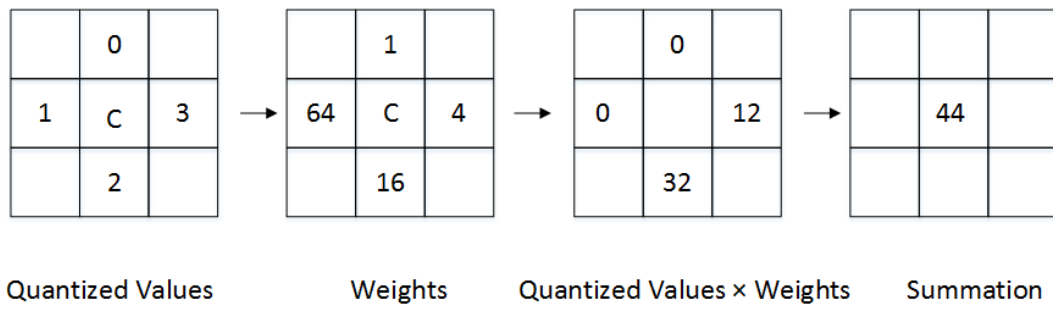 0 1 0
1 C 3 64 C 4 0 12 44
2 16 32
Quantized Values Weights Quantized Values × Weights Summation